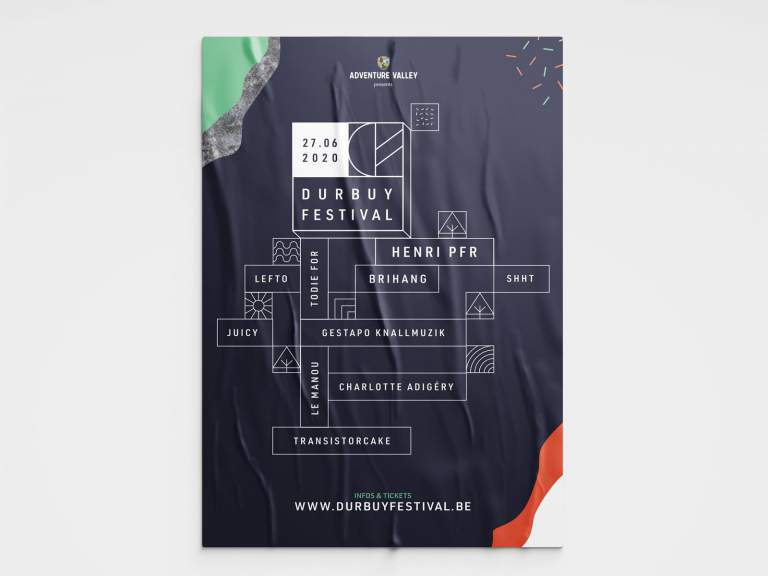 ADVENTURE VALLEY
presents
27.06
2020
DURBUY
FESTIVAL
TODIE FOR
HENRI PFR
LEFTO
BRIHANG
SHHT
JUICY
GESTAPO KNALLMUZIK
LE MANOU
CHARLOTTE ADIGÉRY
TRANSISTORCAKE
INFOS & TICKETS
WWW.DURBUYFESTIVAL.BE